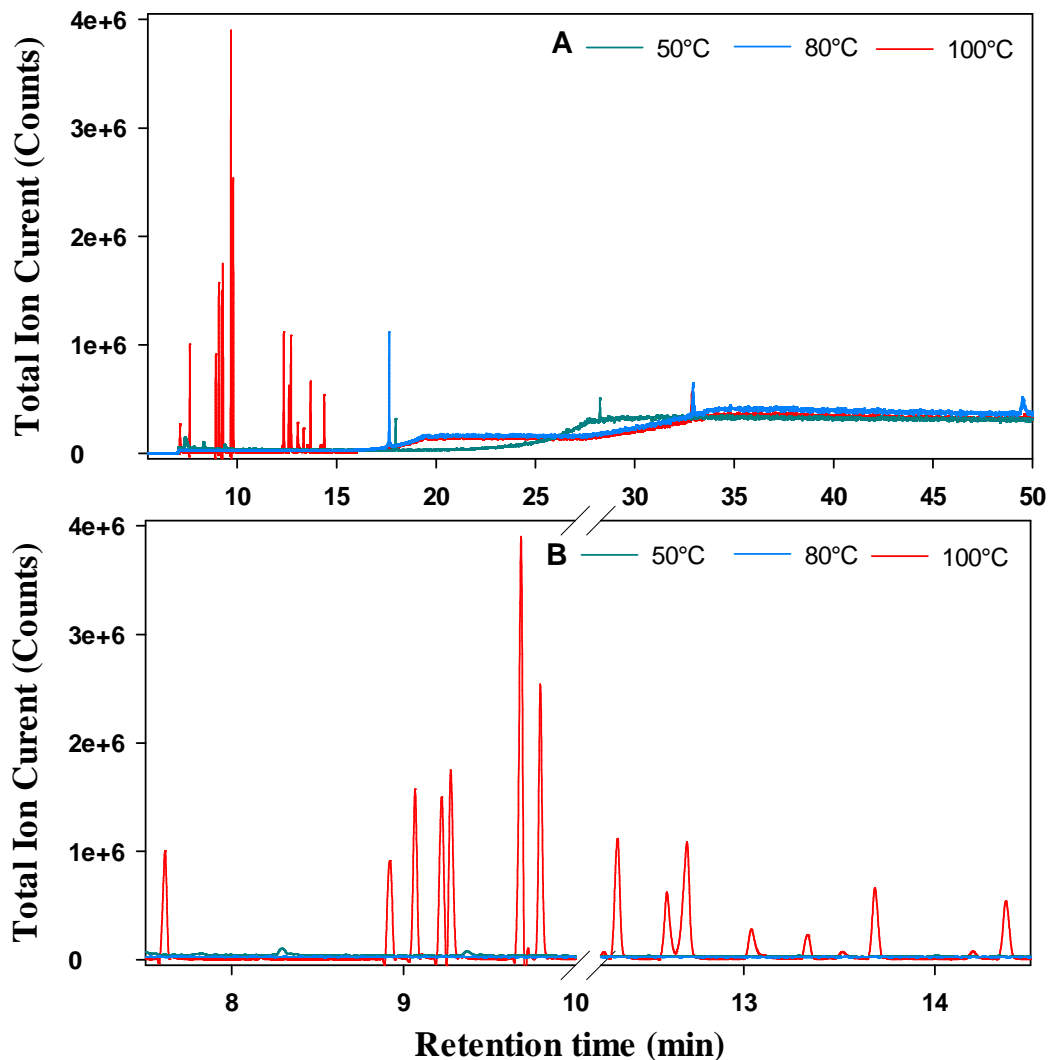 Total Ion Curent (Counts)
4e+6
3e+6
2e+6
1e+6
0
A 50°C 80°C 100°C
10 15 20 25 30 35 40 45 50
Total Ion Curent (Counts)
4e+6
3e+6
2e+6
1e+6
0
B 50°C 80°C 100°C
8 9 10 13 14
Retention time (min)